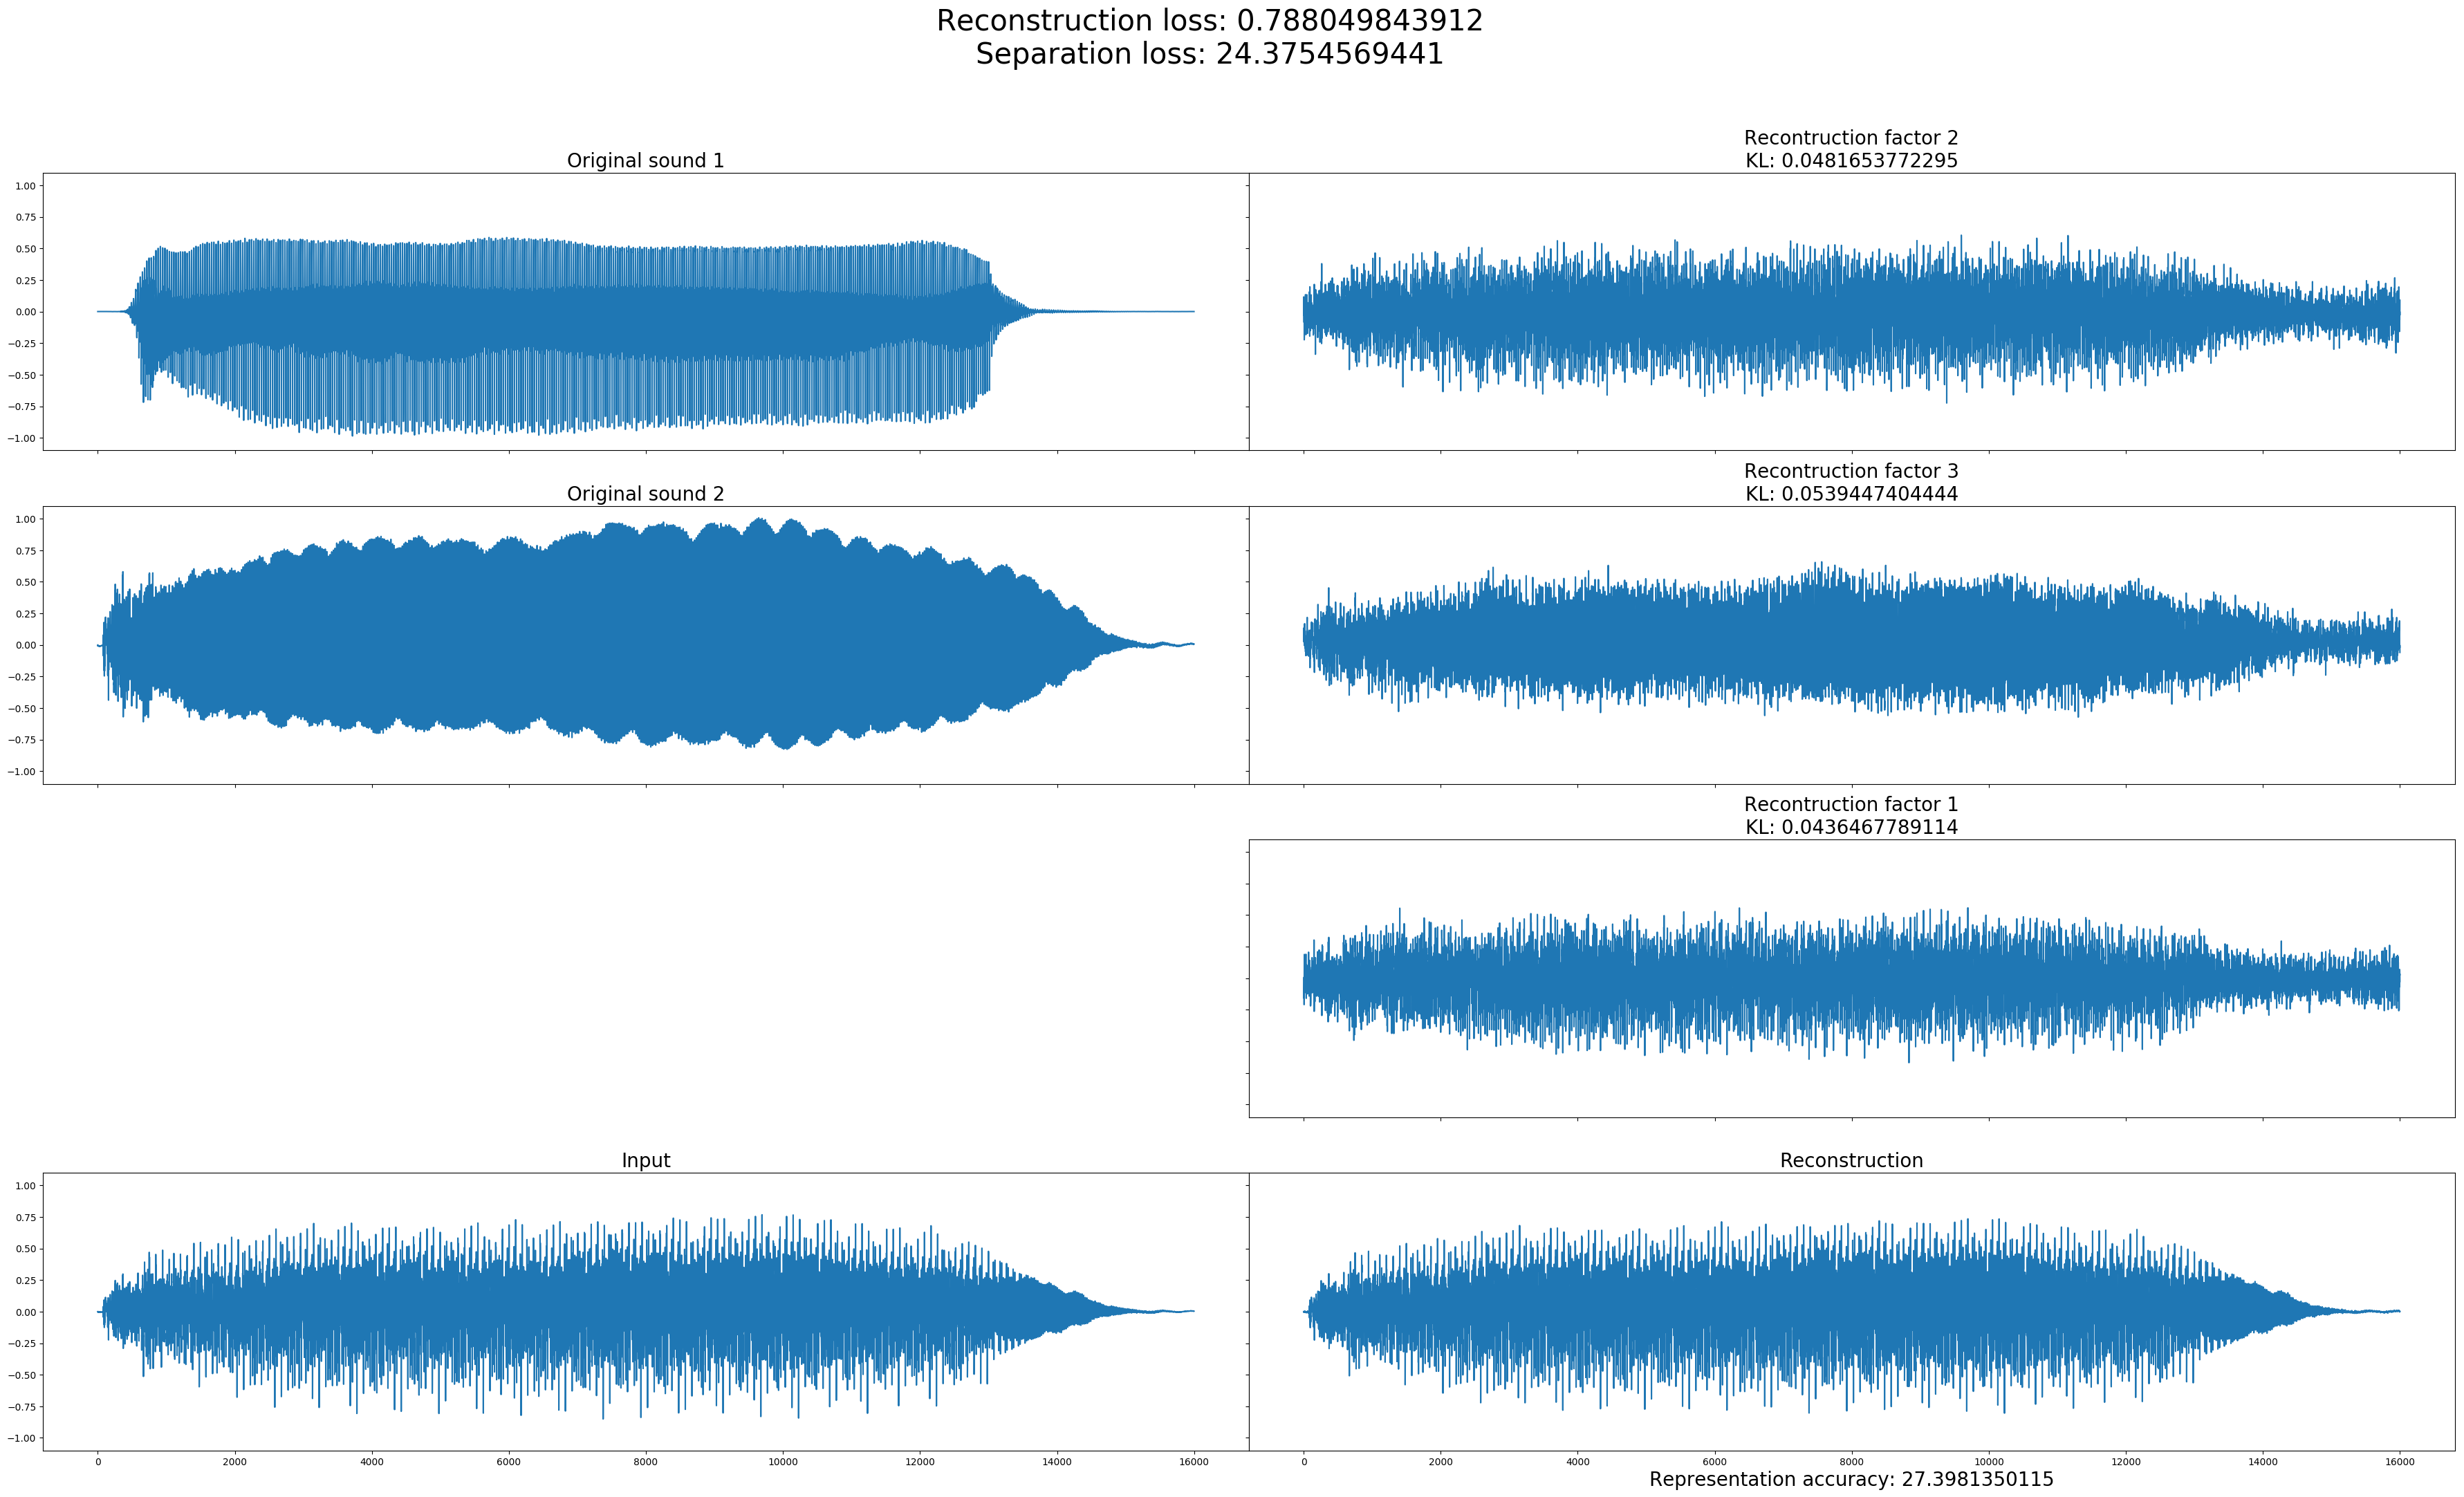 Reconstruction loss: 0.788049843912
Separation loss: 24.3754569441
Original sound 1
Recontruction factor 2
KL: 0.0481653772295
1.00
0.75
0.50
0.25
0.00
−0.25
−0.50
−0.75
−1.00
Original sound 2
Recontruction factor 3
KL: 0.0539447404444
1.00
0.75
0.50
0.25
0.00
−0.25
−0.50
−0.75
−1.00
Recontruction factor 1
KL: 0.0436467789114
Input
Reconstruction
1.00
0.75
0.50
0.25
0.00
−0.25
−0.50
−0.75
−1.00
0 2000 4000 6000 8000 10000 12000 14000 16000
0 2000 4000 6000 8000 10000 12000 14000 16000
Representation accuracy: 27.3981350115